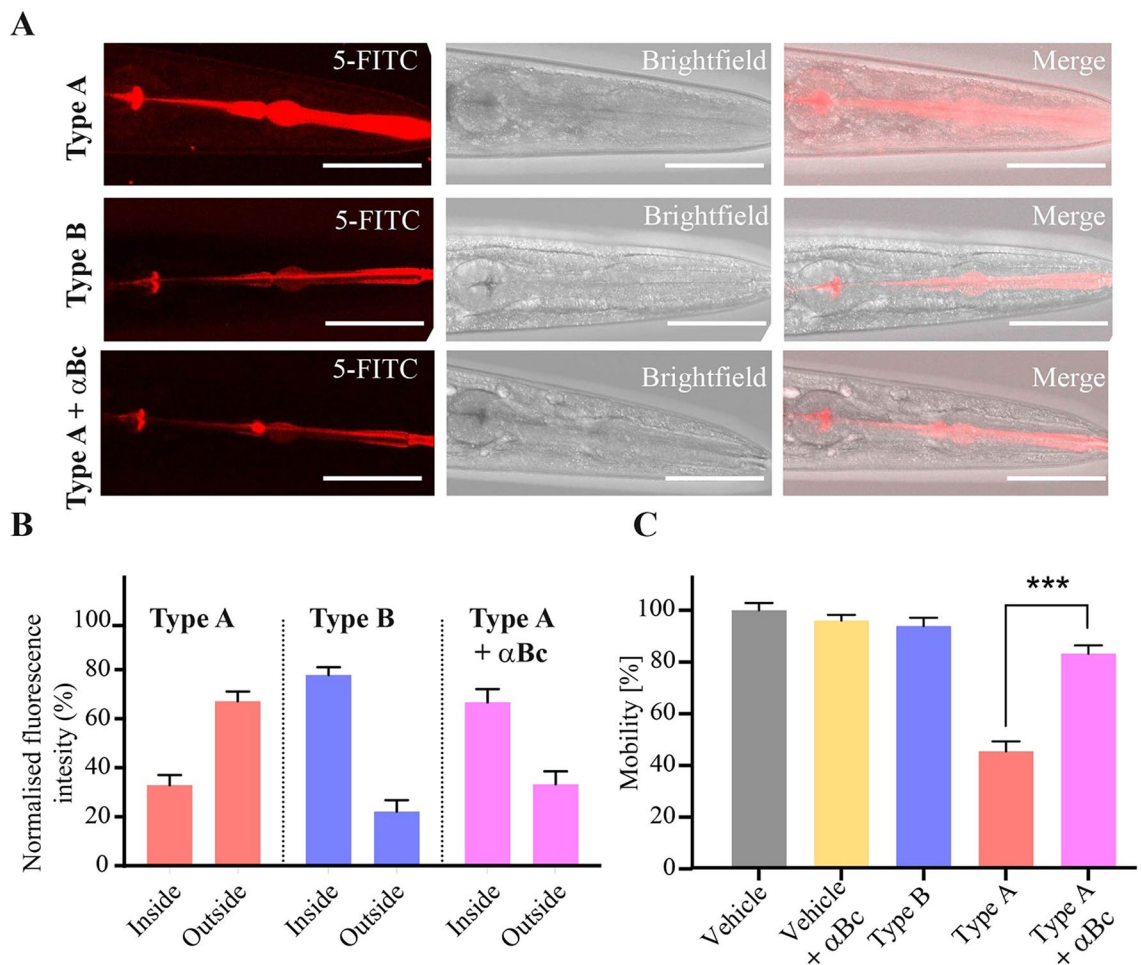 A
Type A
5-FITC
Brightfield
Merge
Type B
5-FITC
Brightfield
Merge
Type A + αBc
5-FITC
Brightfield
Merge
B
Normalised fluorescence
intesity (%)
100
80
60
40
20
0
Type A
Type B
Type A
+ αBc
Inside
Outside
Inside
Outside
Inside
Outside
C
Mobility [%]
100
80
60
40
20
0
***
Vehicle
Vehicle
+ αBc
Type B
Type A
Type A
+ αBc